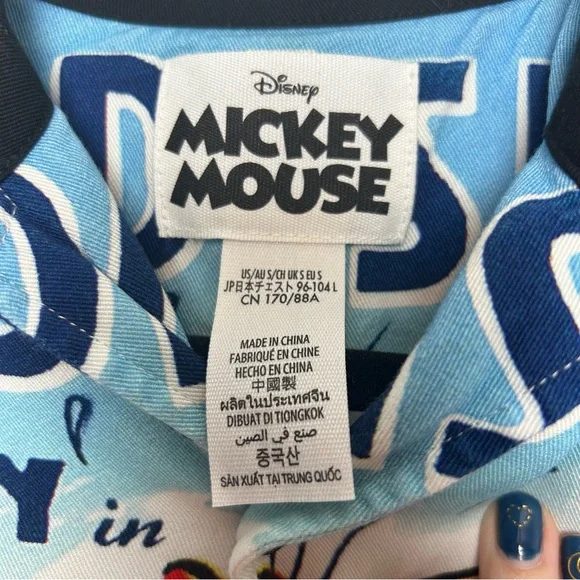 Disney
MICKEY
MOUSE
US/AU S/CH UK S EU S
JP日本チェスト 96-104 L
CN 170/88A
MADE IN CHINA
FABRIQUÉ EN CHINE
HECHO EN CHINA
中國製
ผลิตในประเทศจีน
DIBUAT DI TIONGKOK
صنع في الصين
중국산
SẢN XUẤT TẠI TRUNG QUỐC
Y in